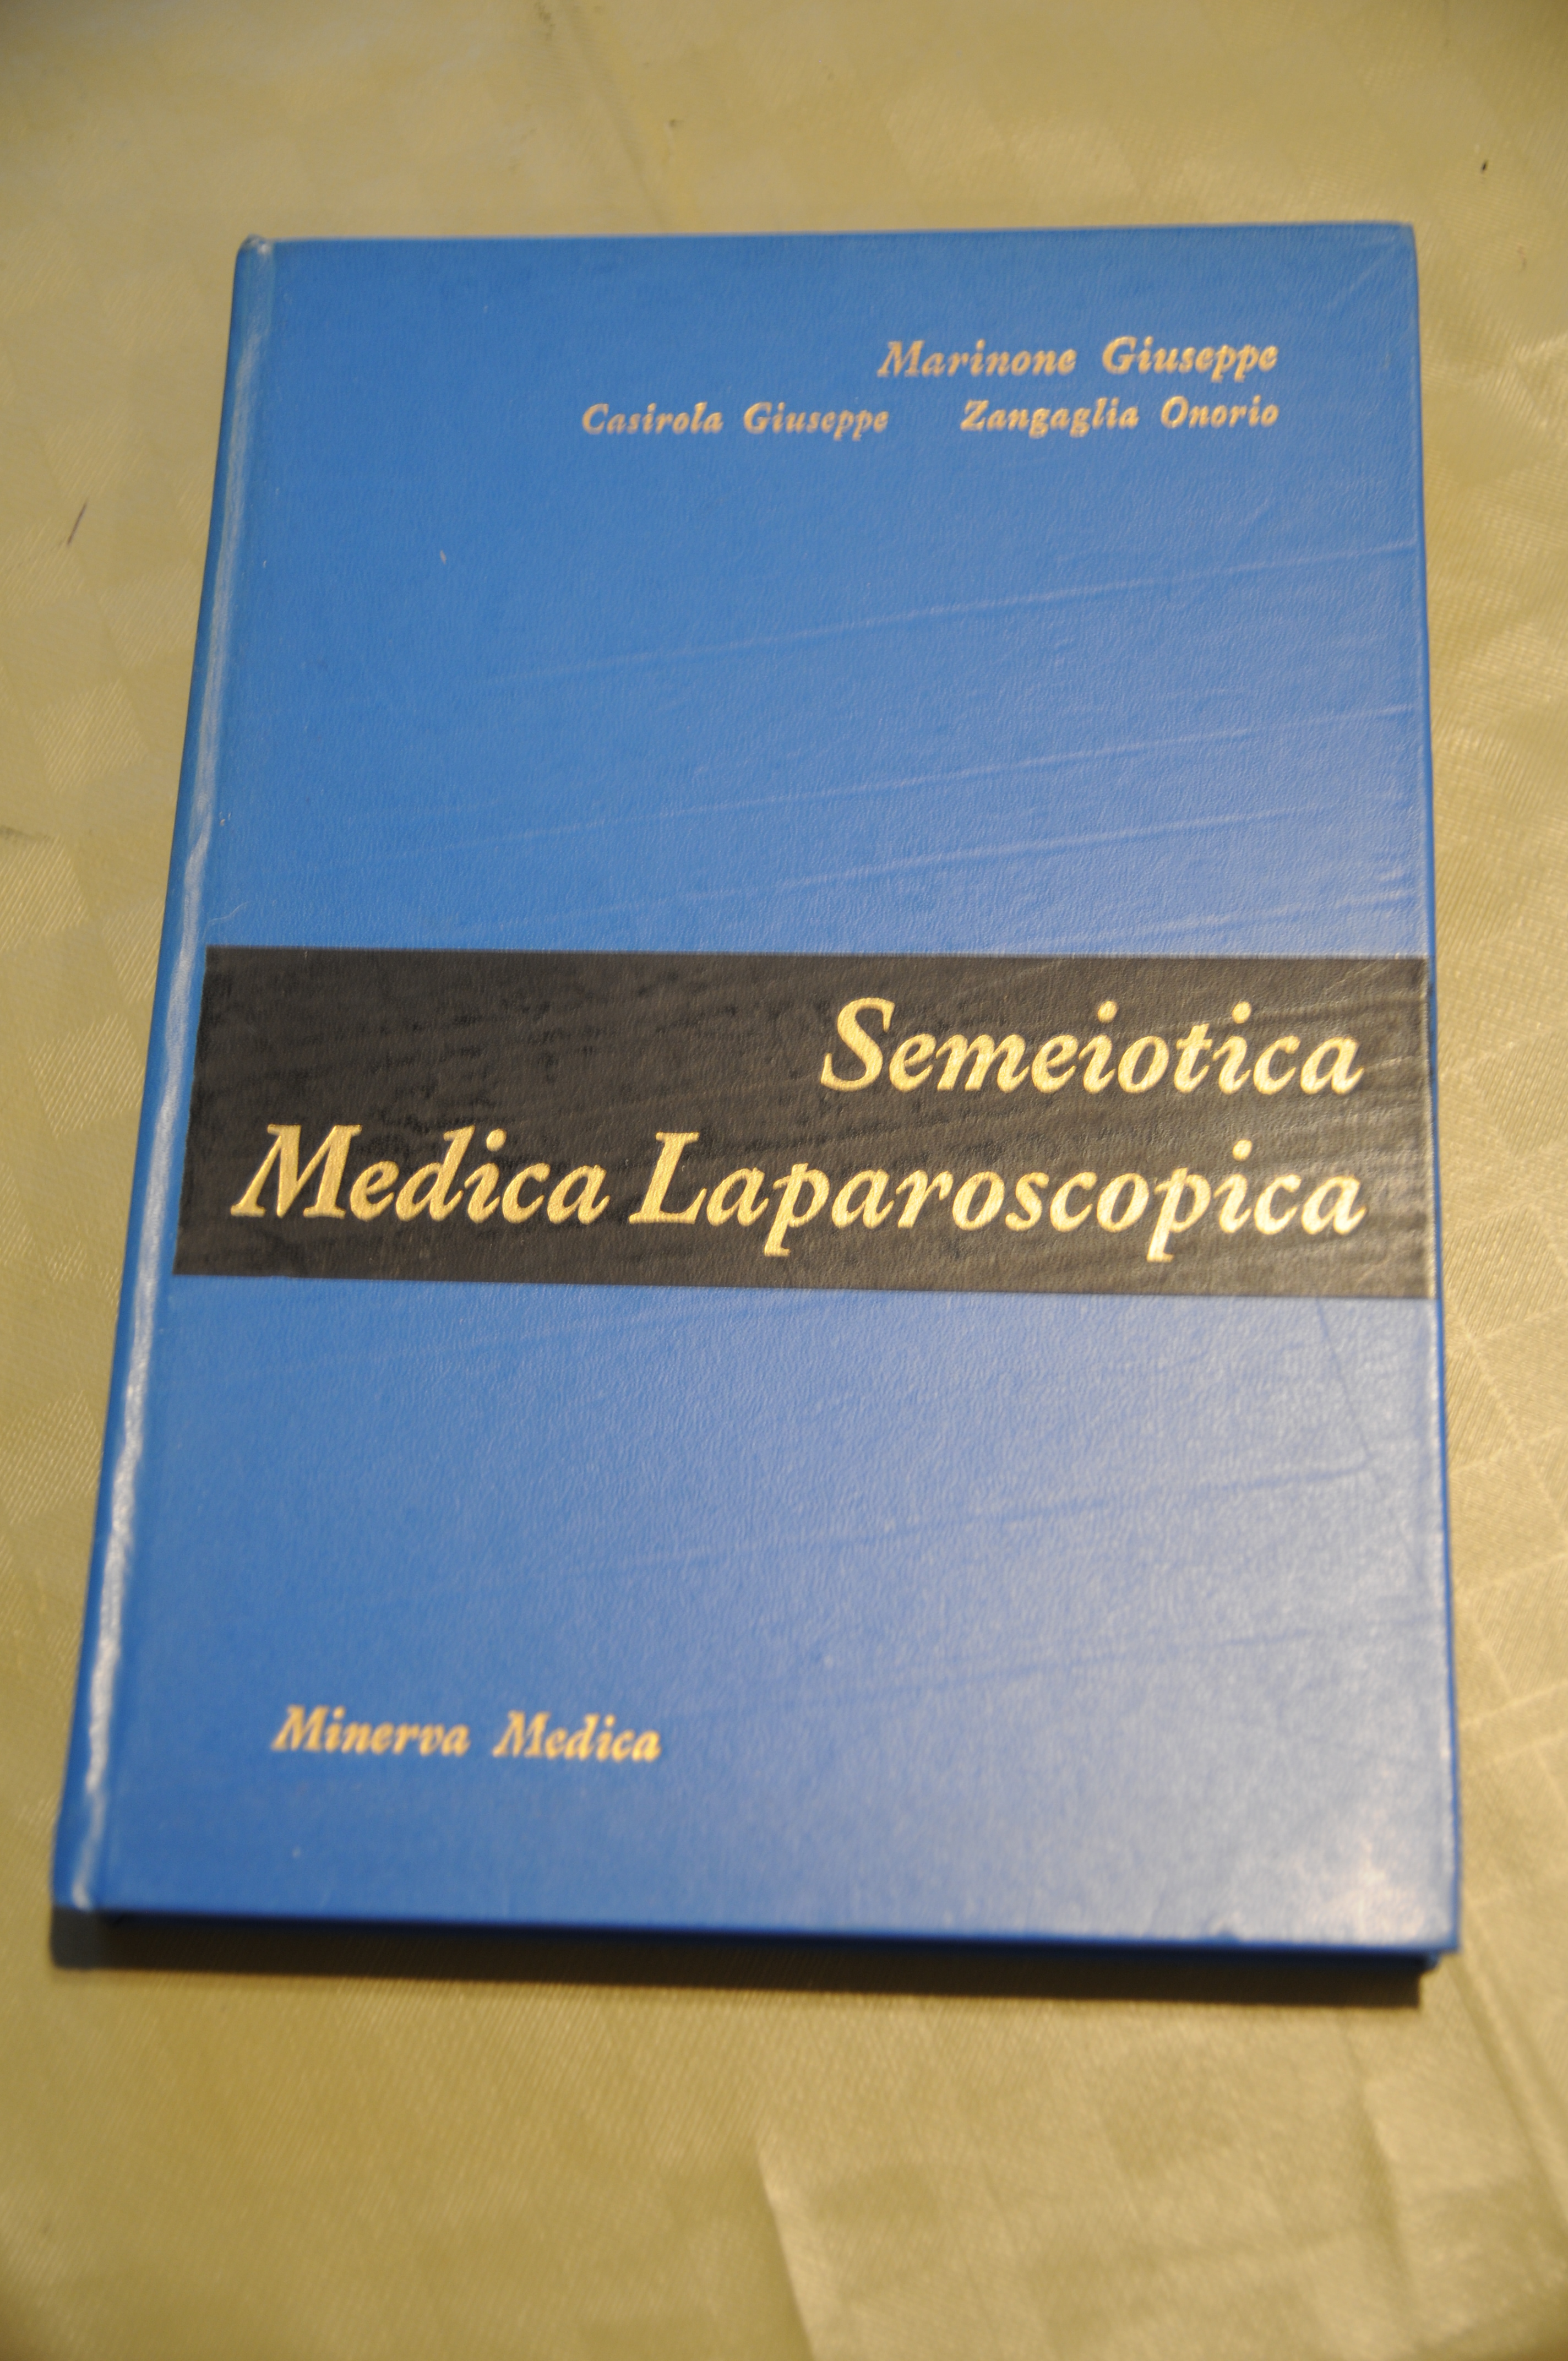 Marinone Giuseppe
Casirola Giuseppe Zangaglia Onorio
Semeiotica
Medica Laparoscopica
Minerva Medica